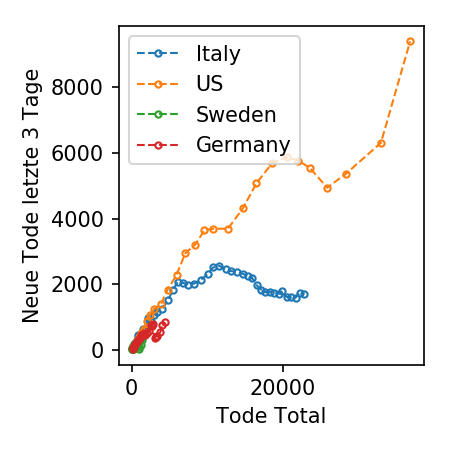 Italy
US
Sweden
Germany
Neue Tode letzte 3 Tage
8000
6000
4000
2000
0
0
20000
Tode Total